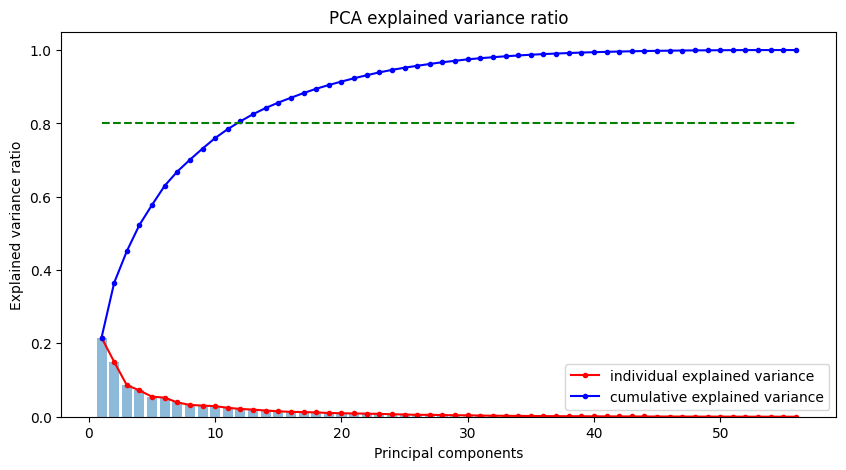 PCA explained variance ratio
Explained variance ratio
1.0
0.8
0.6
0.4
0.2
0.0
0
10
20
30
40
50
Principal components
individual explained variance
cumulative explained variance